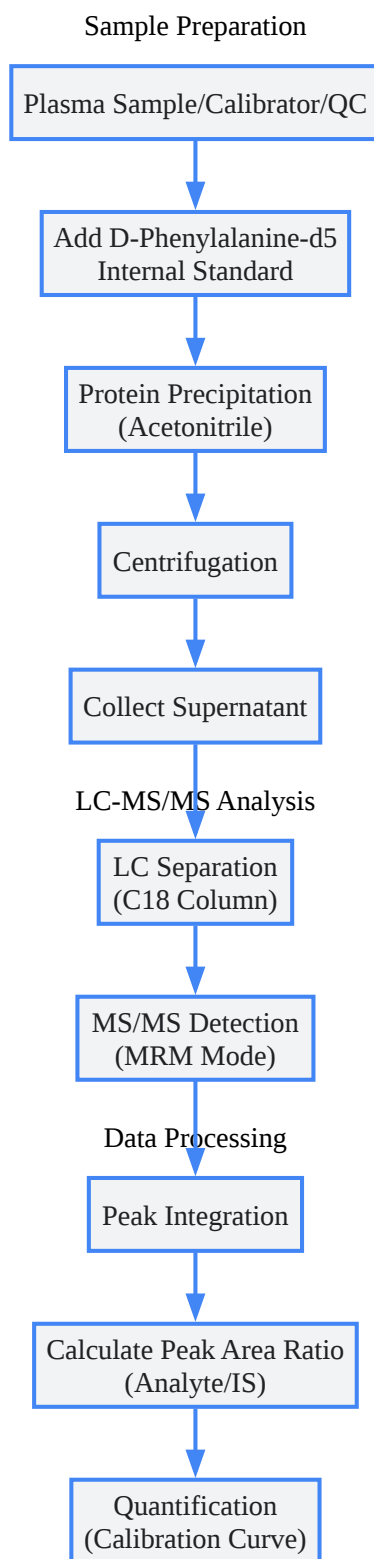 Sample Preparation
Plasma Sample/Calibrator/QC
Add D-Phenylalanine-d5
Internal Standard
Protein Precipitation
(Acetonitrile)
Centrifugation
Collect Supernatant
LC-MS/MS Analysis
LC Separation
(C18 Column)
MS/MS Detection
(MRM Mode)
Data Processing
Peak Integration
Calculate Peak Area Ratio
(Analyte/IS)
Quantification
(Calibration Curve)